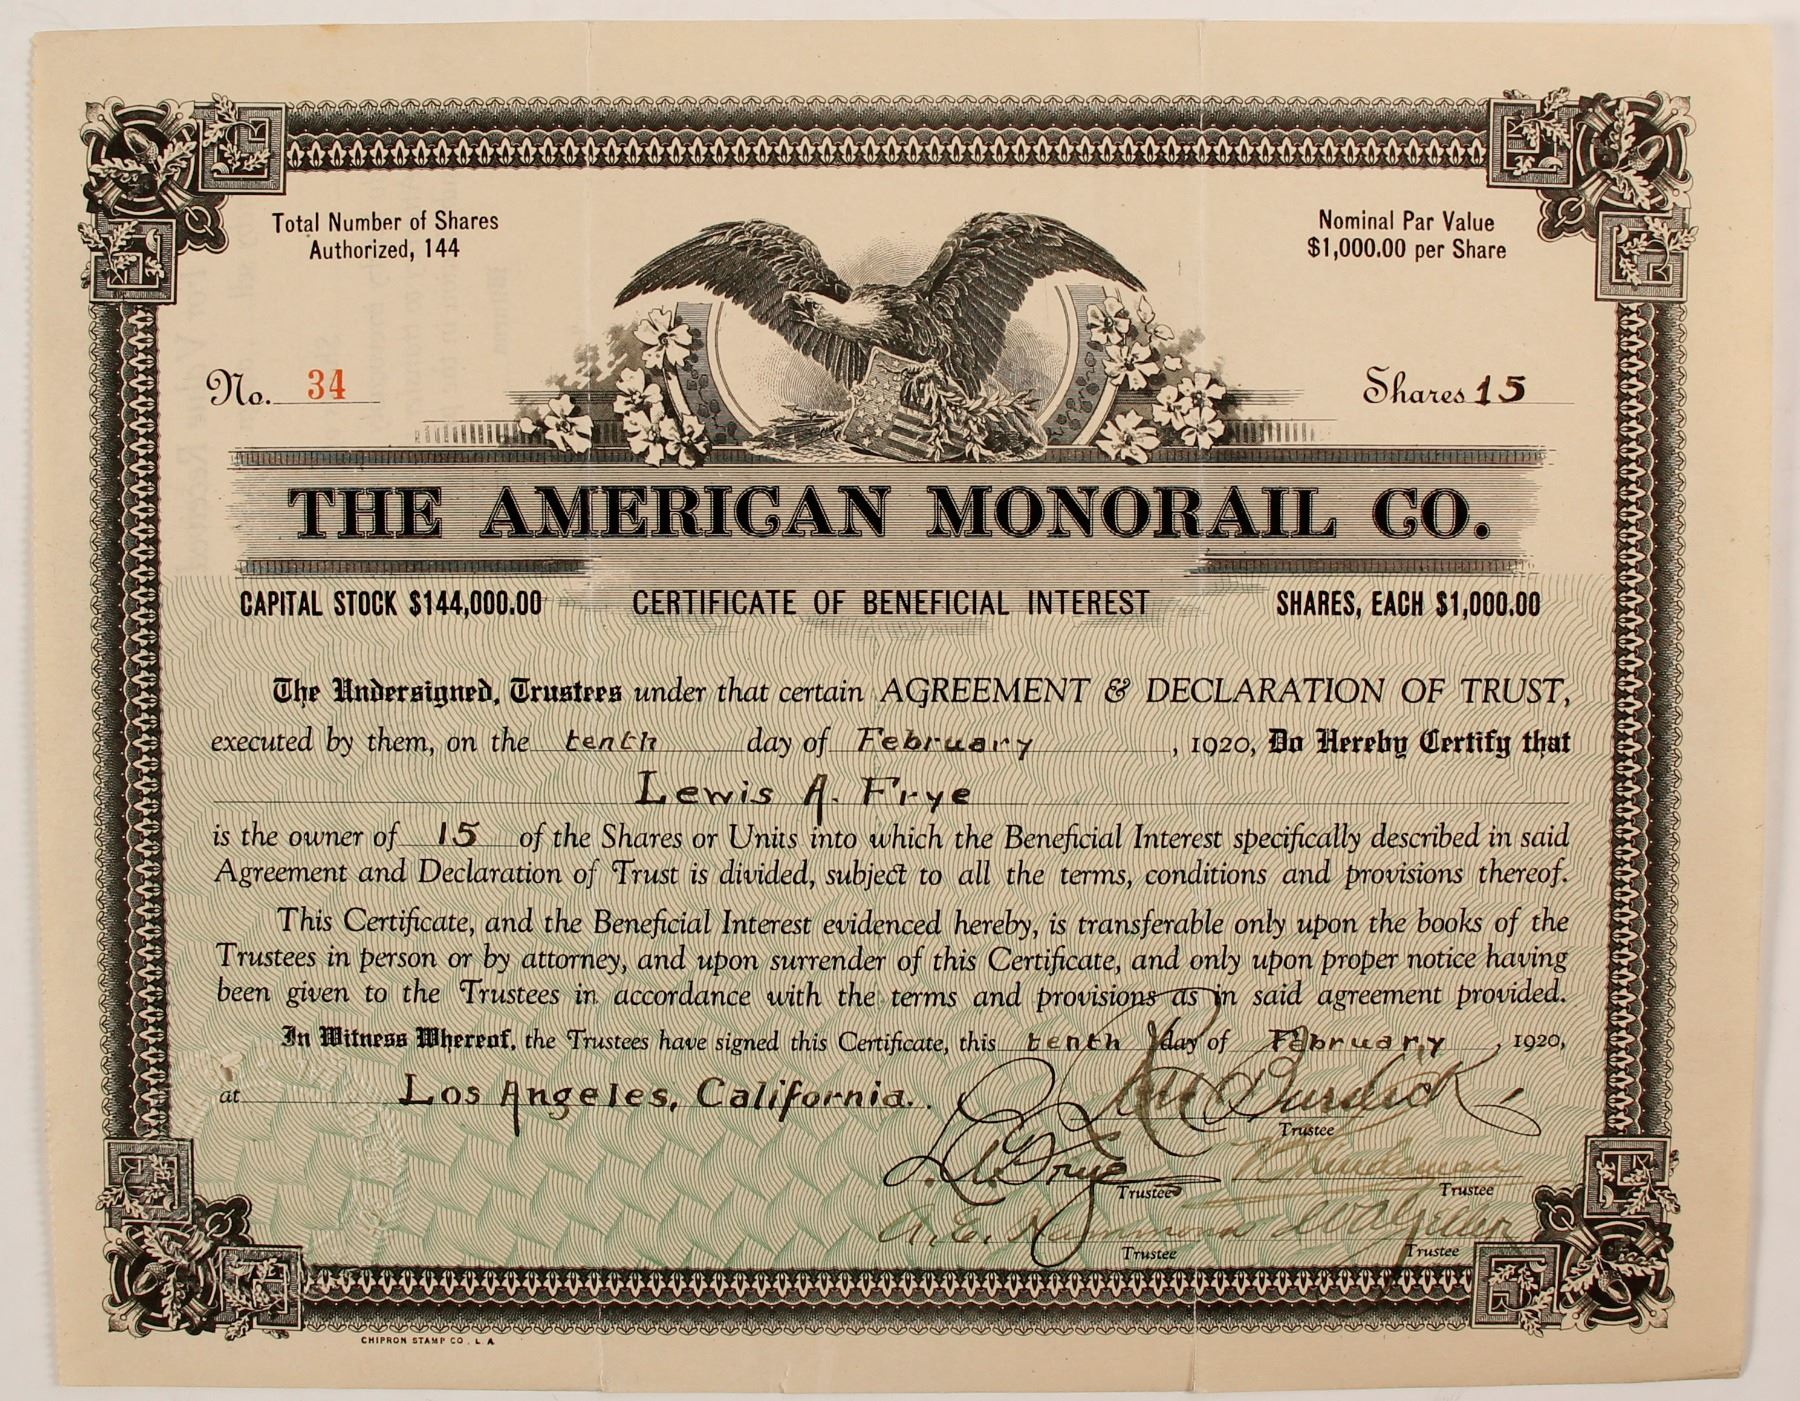 Total Number of Shares
Authorized, 144
Nominal Par Value
$1,000.00 per Share
No. 34
Shares 15
THE AMERICAN MONORAIL CO.
CAPITAL STOCK $144,000.00 CERTIFICATE OF BENEFICIAL INTEREST SHARES, EACH $1,000.00
The Undersigned, Trustees under that certain AGREEMENT & DECLARATION OF TRUST,
executed by them, on the tenth day of February, 1920, Do Hereby Certify that
Lewis A. Frye
is the owner of 15 of the Shares or Units into which the Beneficial Interest specifically described in said
Agreement and Declaration of Trust is divided, subject to all the terms, conditions and provisions thereof.
This Certificate, and the Beneficial Interest evidenced hereby, is transferable only upon the books of the
Trustees in person or by attorney, and upon surrender of this Certificate, and only upon proper notice having
been given to the Trustees in accordance with the terms and provisions as in said agreement provided.
In Witness Whereof, the Trustees have signed this Certificate, this tenth day of February, 1920,
at Los Angeles, California.
Burdick
Trustee
L. A. Frye
Trustee
Trustee
A. E. Hammond
Trustee
Trustee
CHIPRON STAMP CO. L. A